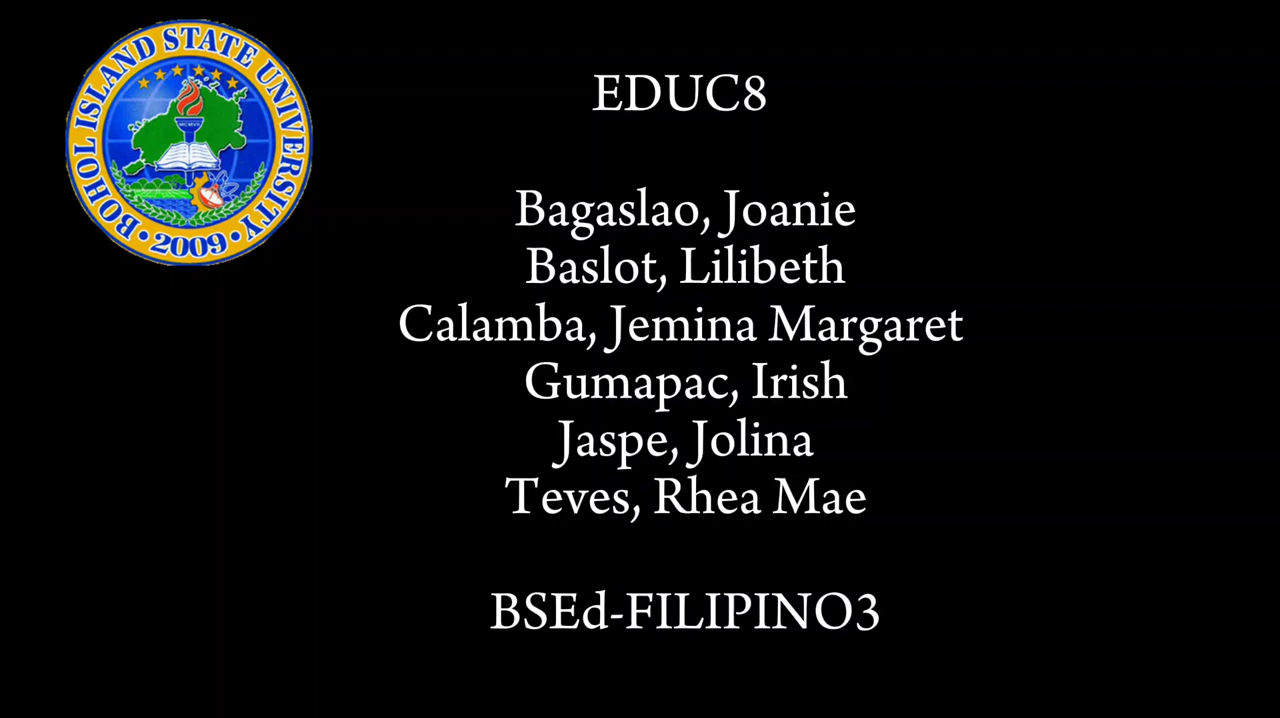 BOHOL ISLAND STATE UNIVERSITY
• 2009 •
MCMVII
EDUC8
Bagaslao, Joanie
Baslot, Lilibeth
Calamba, Jemina Margaret
Gumapac, Irish
Jaspe, Jolina
Teves, Rhea Mae
BSEd-FILIPINO3